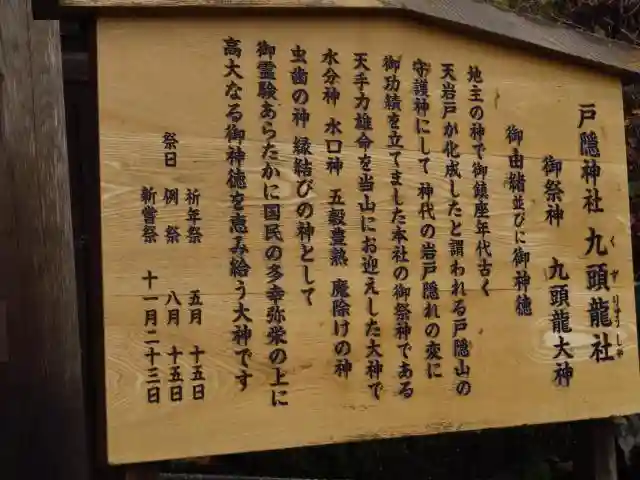 戸隠神社 九頭龍社
くずりゅうしゃ
御祭神 九頭龍大神
御由緒並びに御神徳
地主の神で御鎮座年代古く
天岩戸が化成したと謂われる戸隠山の
守護神にして 神代の岩戸隠れの変に
御功績を立てました本社の御祭神である
天手力雄命を当山にお迎えした大神で
水分神 水口神 五穀豊熟 魔除けの神
虫歯の神 縁結びの神として
御霊験あらたかに国民の多幸弥栄の上に
高大なる御神徳を恵み給う大神です
祭日 祈年祭 五月 十五日
例祭 八月 十五日
新嘗祭 十一月二十三日